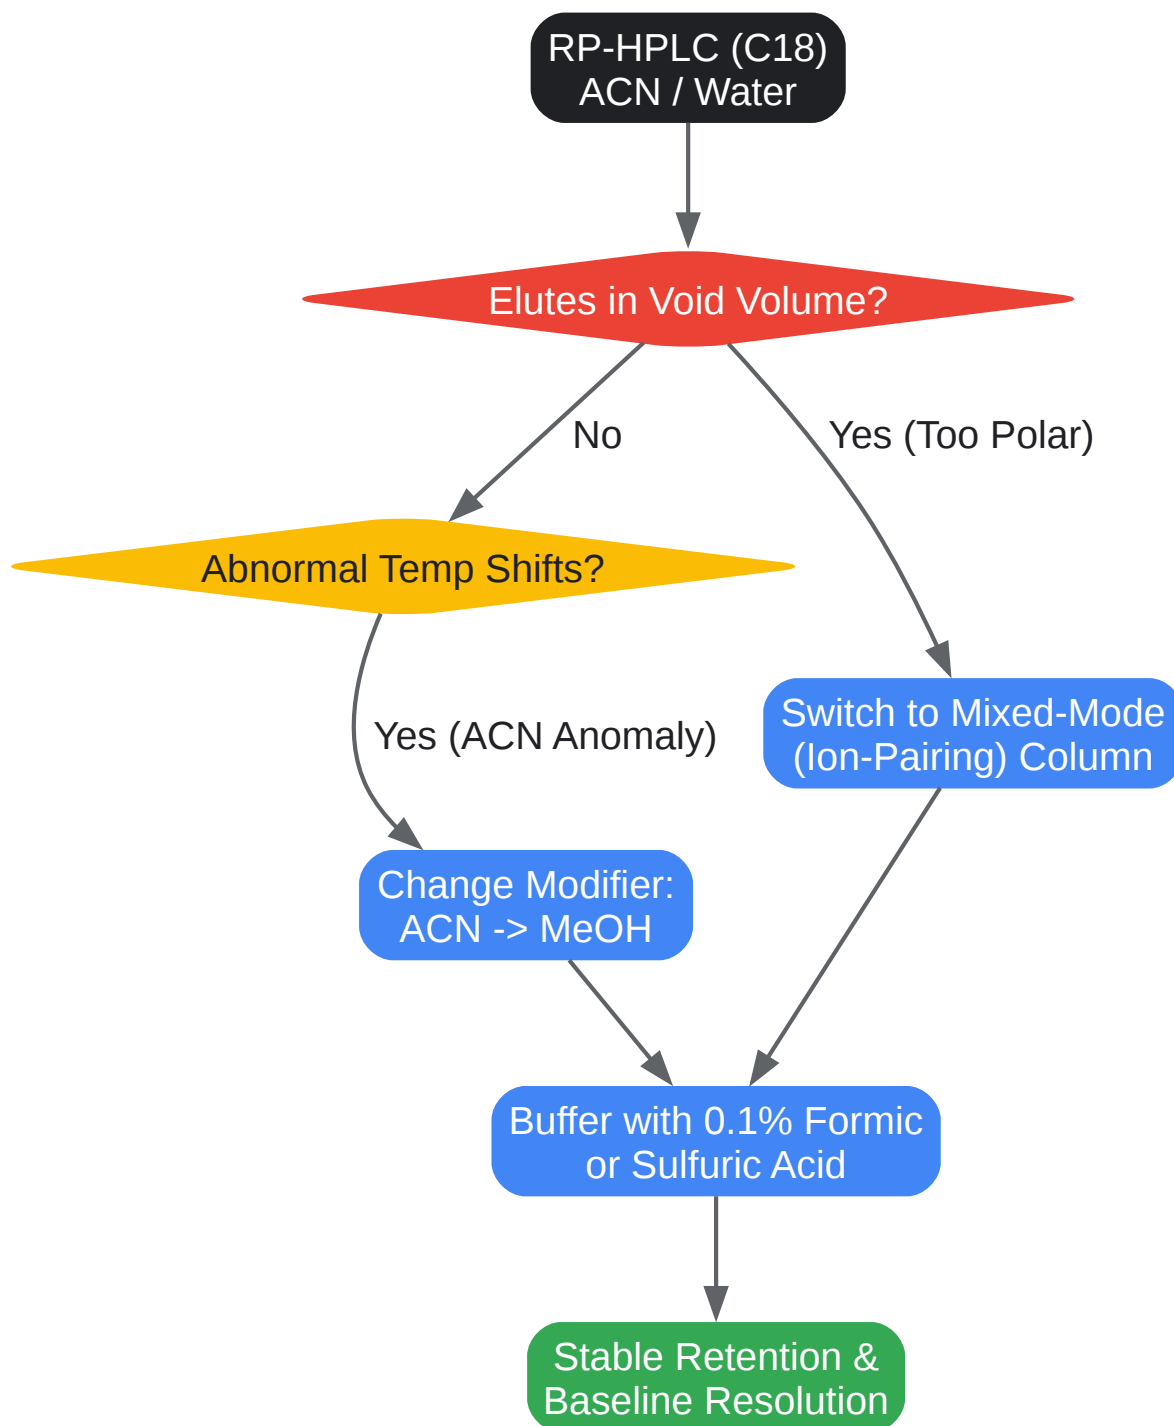 RP-HPLC (C18)
ACN / Water
Elutes in Void Volume?
No
Yes (Too Polar)
Abnormal Temp Shifts?
Switch to Mixed-Mode
(Ion-Pairing) Column
Yes (ACN Anomaly)
Change Modifier:
ACN -> MeOH
Buffer with 0.1% Formic
or Sulfuric Acid
Stable Retention &
Baseline Resolution